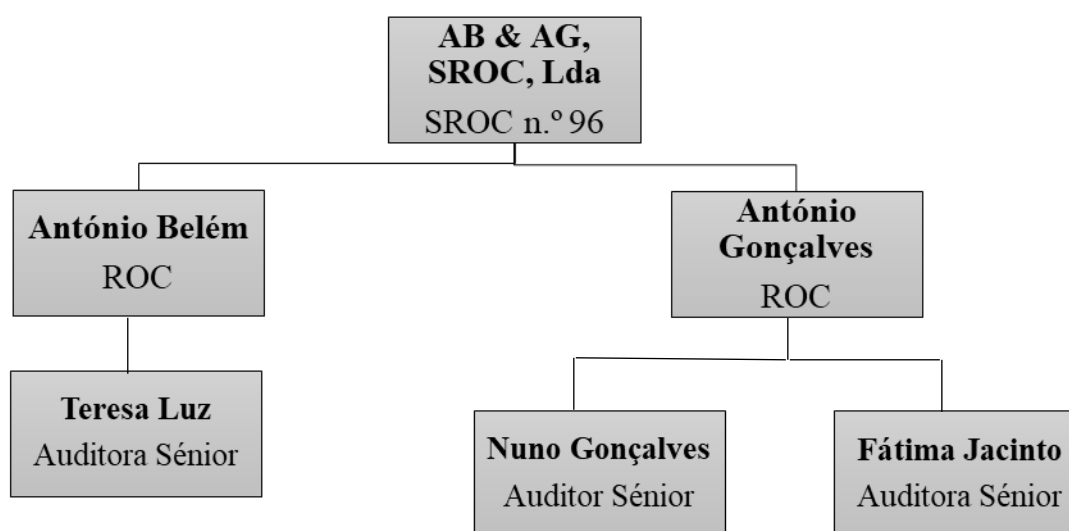 AB & AG,
SROC, Lda
SROC n.º 96
António Belém
ROC
António
Gonçalves
ROC
Teresa Luz
Auditora Sénior
Nuno Gonçalves
Auditor Sénior
Fátima Jacinto
Auditora Sénior